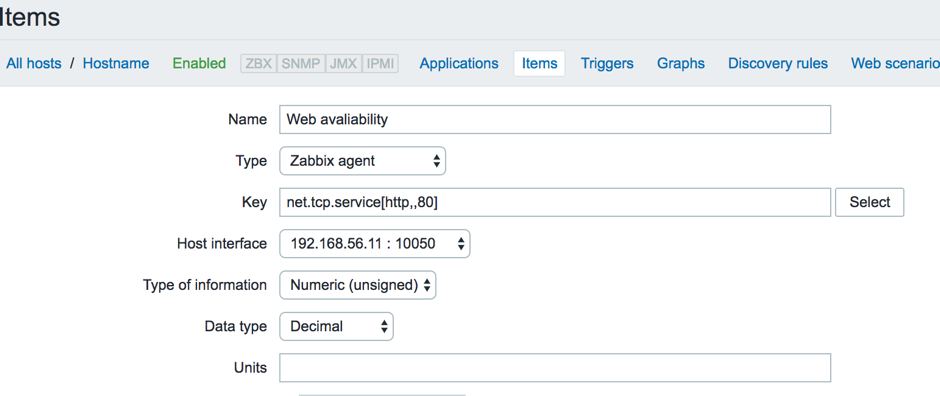 Items
All hosts / Hostname Enabled ZBX SNMP JMX IPMI Applications Items Triggers Graphs Discovery rules Web scenario
Name Web avaliability
Type Zabbix agent
Key net.tcp.service[http,,80] Select
Host interface 192.168.56.11 : 10050
Type of information Numeric (unsigned)
Data type Decimal
Units